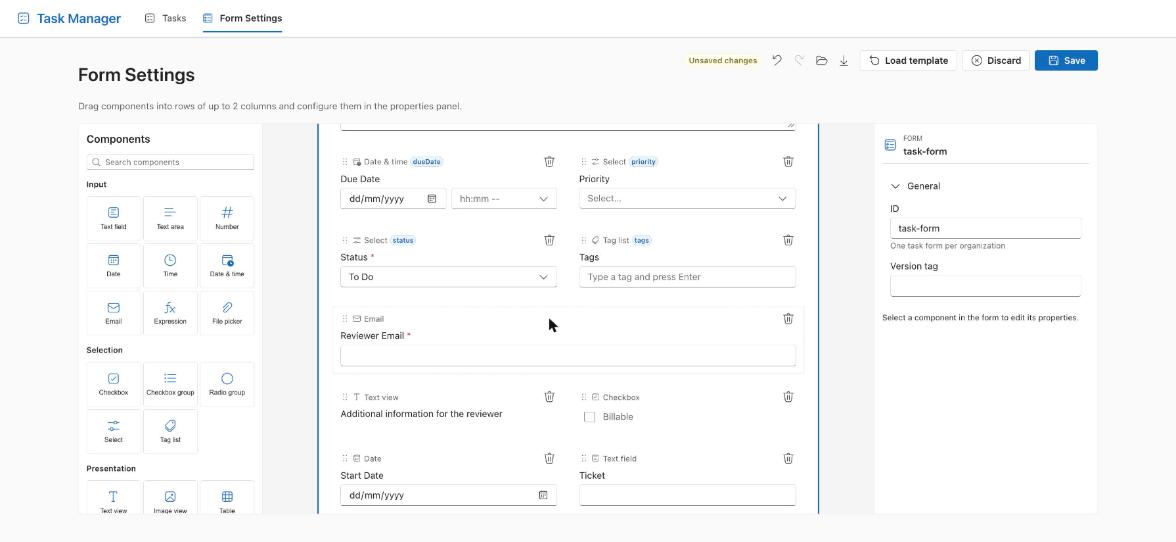 Task Manager
Tasks
Form Settings
Form Settings
Unsaved changes
Load template
Discard
Save
Drag components into rows of up to 2 columns and configure them in the properties panel.
Components
Search components
Input
Text field
Text area
Number
Date
Time
Date & time
Email
Expression
File picker
Selection
Checkbox
Checkbox group
Radio group
Select
Tag list
Presentation
Text view
Image view
Table
Date & time dueDate
Due Date
dd/mm/yyyy
hh:mm --
Select priority
Priority
Select...
Select status
Status *
To Do
Tag list tags
Tags
Type a tag and press Enter
Email
Reviewer Email *
Text view
Additional information for the reviewer
Checkbox
Billable
Date
Start Date
dd/mm/yyyy
Text field
Ticket
FORM
task-form
General
ID
task-form
One task form per organization
Version tag
Select a component in the form to edit its properties.